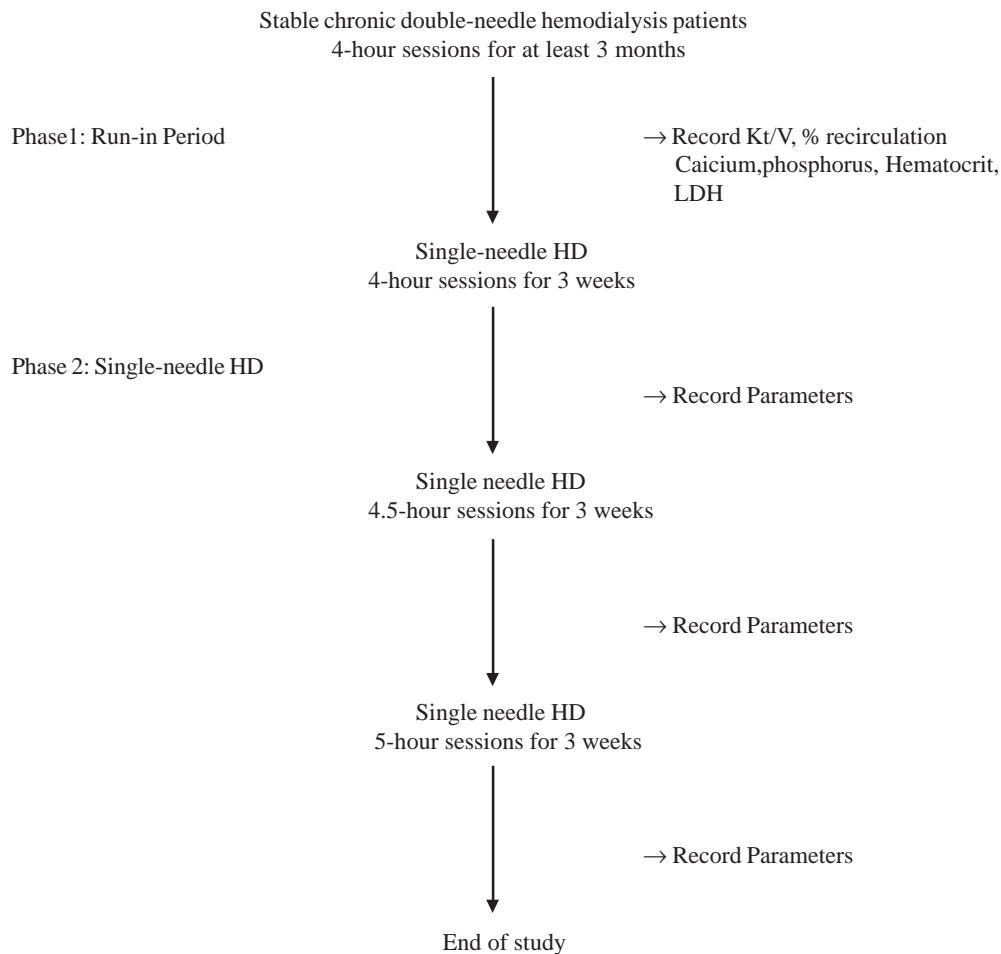 Stable chronic double-needle hemodialysis patients
4-hour sessions for at least 3 months
Phase1: Run-in Period
→ Record Kt/V, % recirculation
Caicium,phosphorus, Hematocrit,
LDH
Single-needle HD
4-hour sessions for 3 weeks
Phase 2: Single-needle HD
→ Record Parameters
Single needle HD
4.5-hour sessions for 3 weeks
→ Record Parameters
Single needle HD
5-hour sessions for 3 weeks
→ Record Parameters
End of study